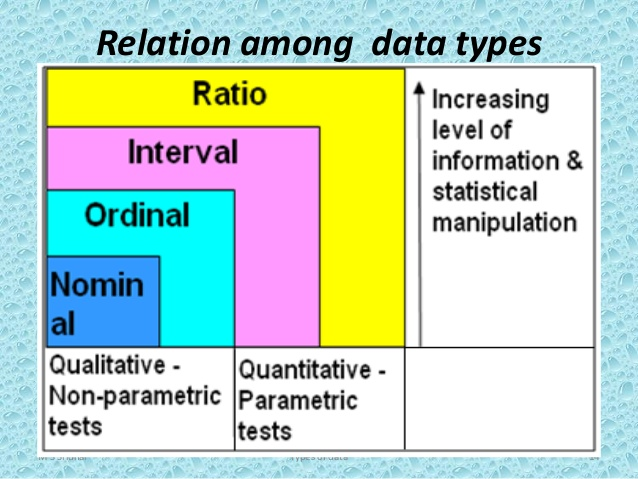 Relation among data types
Ratio
Interval
Ordinal
Nomin
al
Increasing
level of
information &
statistical
manipulation
Qualitative -
Non-parametric
tests
Quantitative -
Parametric
tests